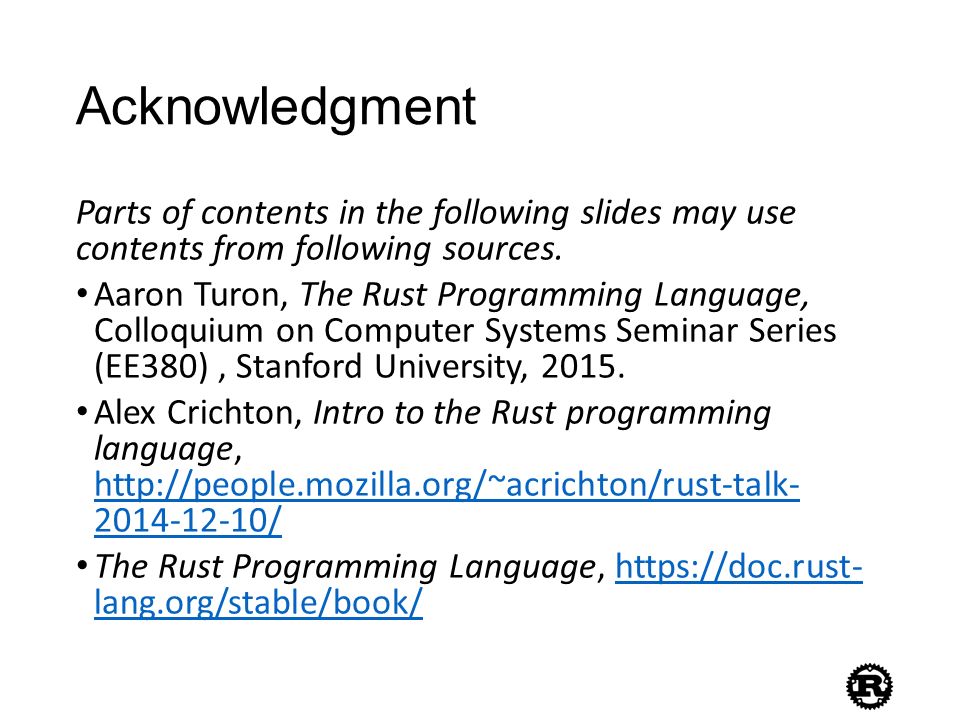 Acknowledgment
Parts of contents in the following slides may use
contents from following sources.
• Aaron Turon, The Rust Programming Language,
Colloquium on Computer Systems Seminar Series
(EE380) , Stanford University, 2015.
• Alex Crichton, Intro to the Rust programming
language,
http://people.mozilla.org/~acrichton/rust-talk-
2014-12-10/
• The Rust Programming Language, https://doc.rust-
lang.org/stable/book/
R